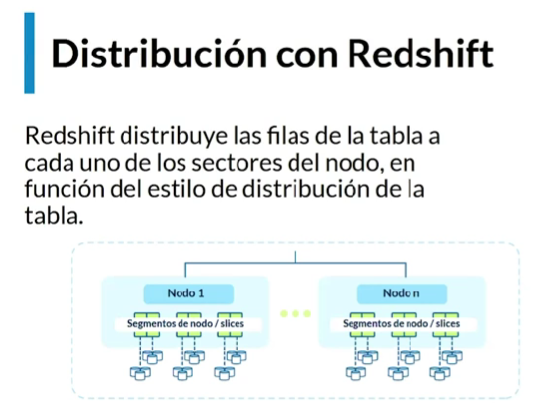 Distribución con Redshift
Redshift distribuye las filas de la tabla a
cada uno de los sectores del nodo, en
función del estilo de distribución de la
tabla.
Nodo 1
Nodo n
Segmentos de nodo / slices
Segmentos de nodo / slices